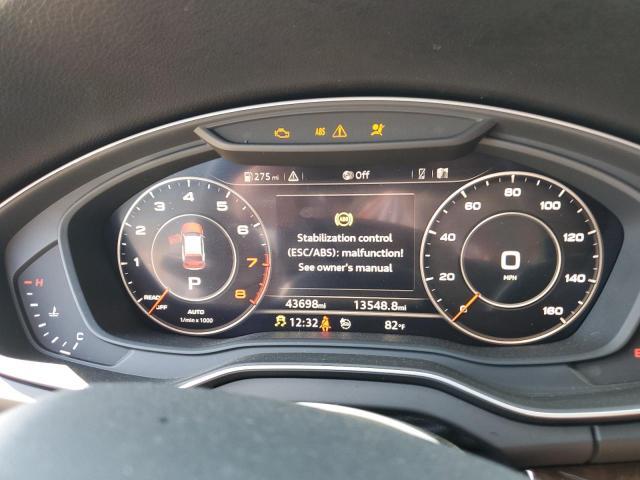 ABS
275 mi
Off
ABS
Stabilization control
(ESC/ABS): malfunction!
See owner's manual
1 2 3 4 5 6 7 8
P
READY
OFF
AUTO
1/min x 1000
20 40 60 80 100 120 140 160
0
MPH
43698mi
13548.8mi
12:32
82°F
H
C